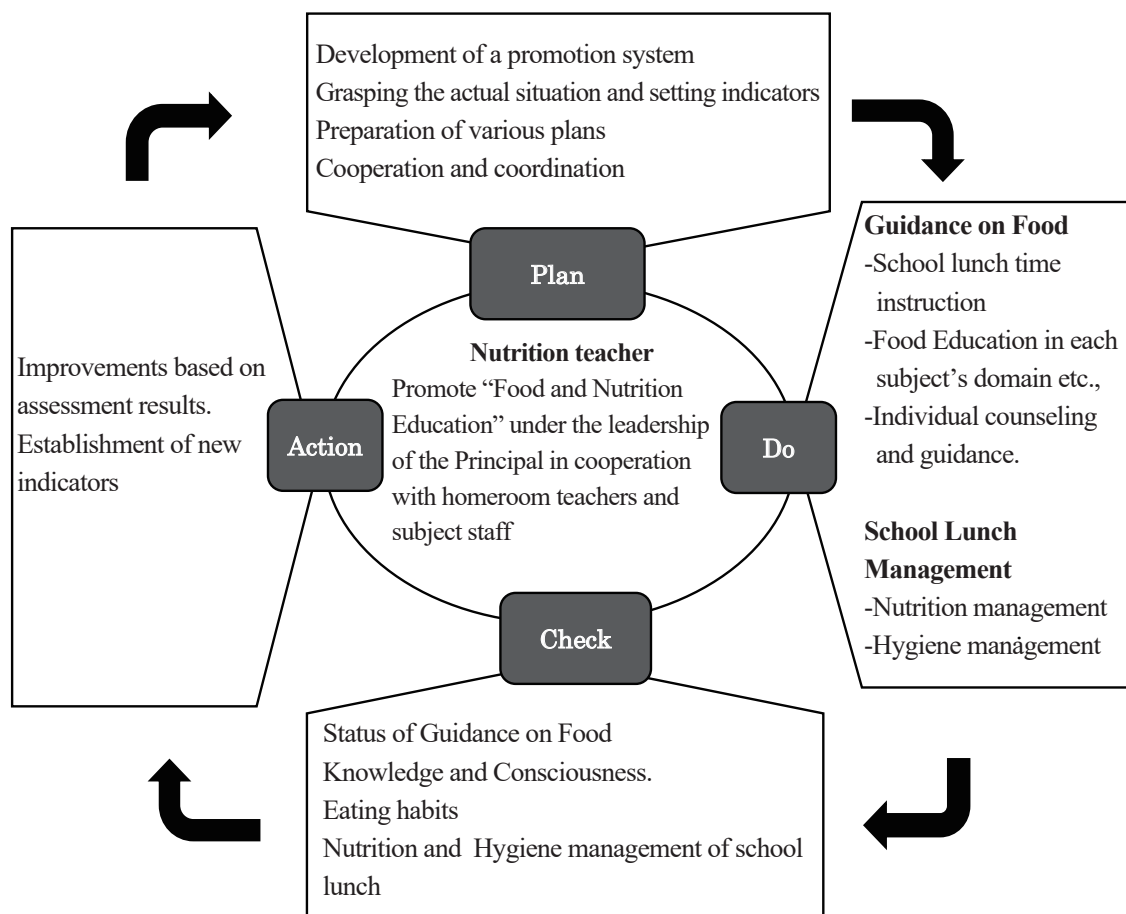 Development of a promotion system
Grasping the actual situation and setting indicators
Preparation of various plans
Cooperation and coordination
Plan
Guidance on Food
-School lunch time
instruction
-Food Education in each
subject's domain etc.,
-Individual counseling
and guidance.
School Lunch
Management
-Nutrition management
-Hygiene manágement
Do
Nutrition teacher
Promote “Food and Nutrition
Education” under the leadership
of the Principal in cooperation
with homeroom teachers and
subject staff
Check
Status of Guidance on Food
Knowledge and Consciousness.
Eating habits
Nutrition and  Hygiene management of school
lunch
Action
Improvements based on
assessment results.
Establishment of new
indicators